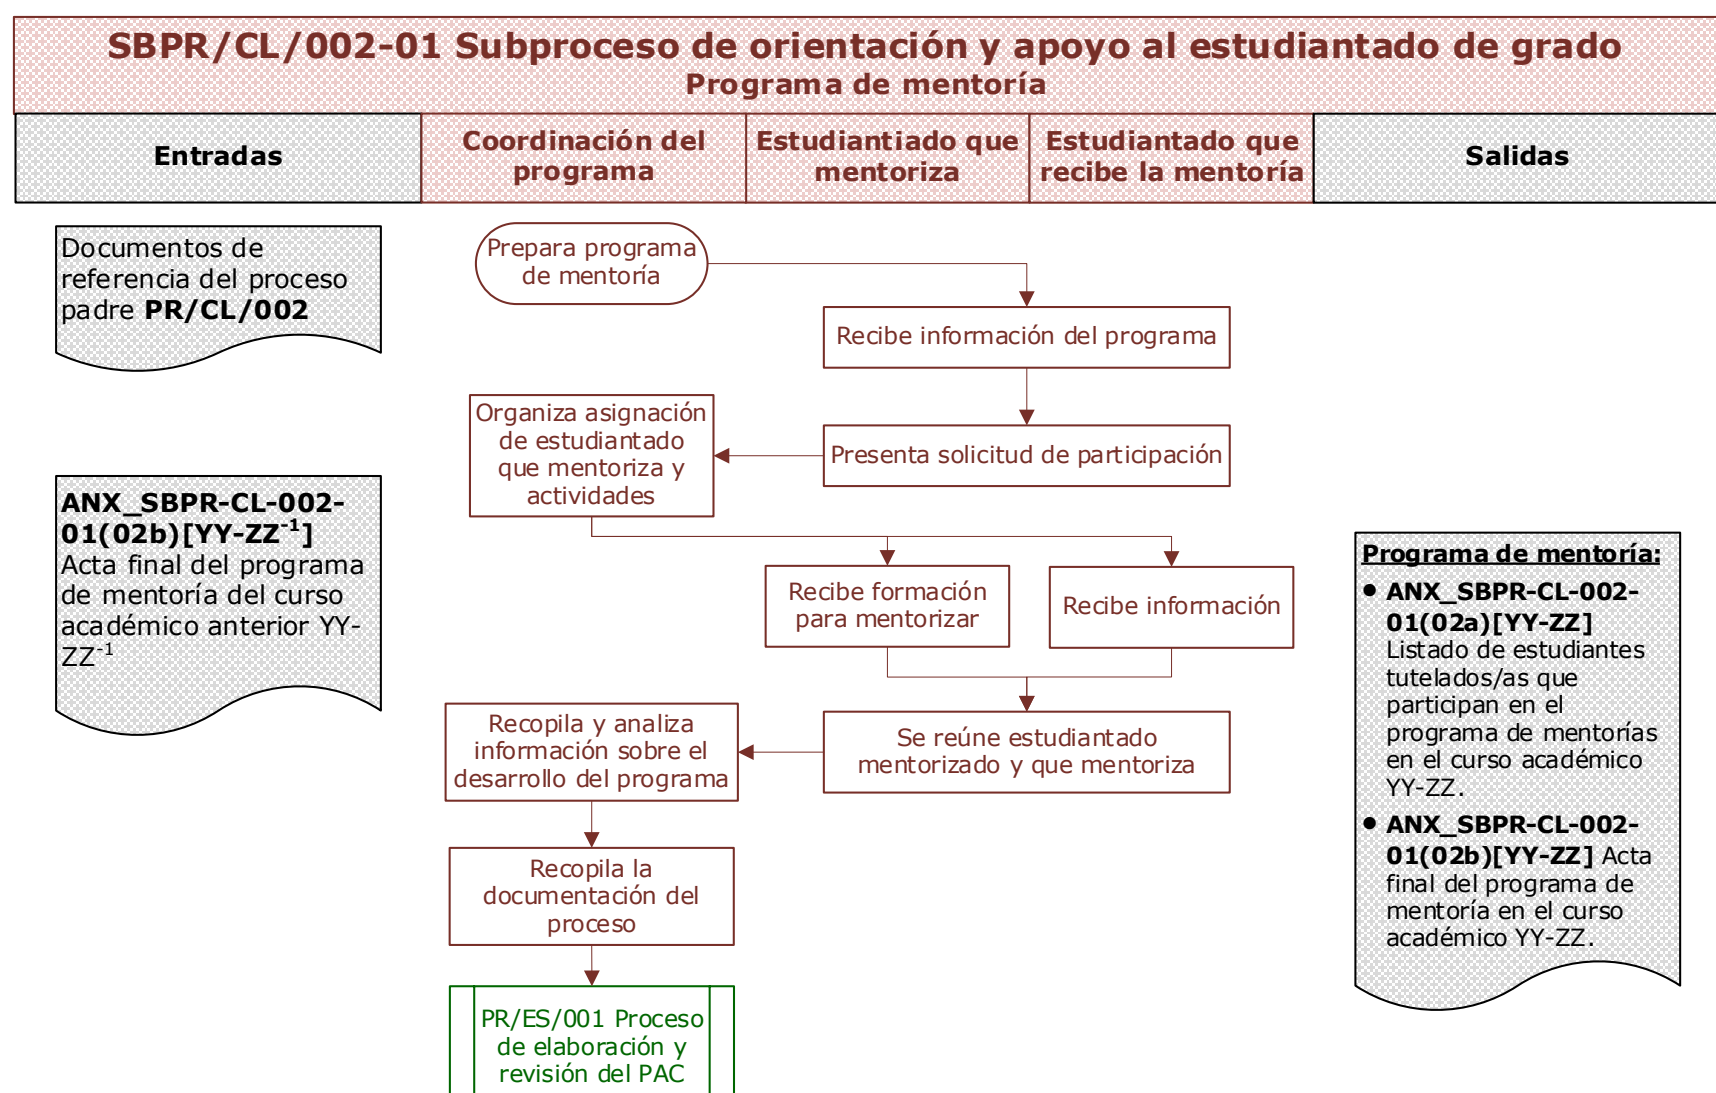 SBPR/CL/002-01 Subproceso de orientación y apoyo al estudiantado de grado
Programa de mentoría
Entradas
Coordinación del
programa
Estudiantiado que
mentoriza
Estudiantado que
recibe la mentoría
Salidas
Documentos de
referencia del proceso
padre PR/CL/002
Prepara programa
de mentoría
Recibe información del programa
Organiza asignación
de estudiantado
que mentoriza y
actividades
Presenta solicitud de participación
ANX_SBPR-CL-002-
01(02b)[YY-ZZ⁻¹]
Acta final del programa
de mentoría del curso
académico anterior YY-
ZZ⁻¹
Recibe formación
para mentorizar
Recibe información
Recopila y analiza
información sobre el
desarrollo del programa
Se reúne estudiantado
mentorizado y que mentoriza
Recopila la
documentación del
proceso
PR/ES/001 Proceso
de elaboración y
revisión del PAC
Programa de mentoría:
• ANX_SBPR-CL-002-
01(02a)[YY-ZZ]
Listado de estudiantes
tutelados/as que
participan en el
programa de mentorías
en el curso académico
YY-ZZ.
• ANX_SBPR-CL-002-
01(02b)[YY-ZZ] Acta
final del programa de
mentoría en el curso
académico YY-ZZ.